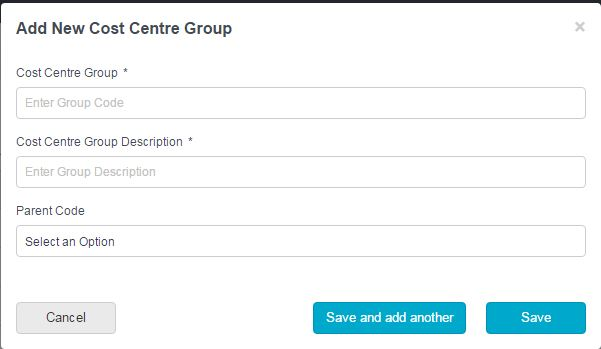 Add New Cost Centre Group ×
Cost Centre Group *
Enter Group Code
Cost Centre Group Description *
Enter Group Description
Parent Code
Select an Option
Cancel Save and add another Save